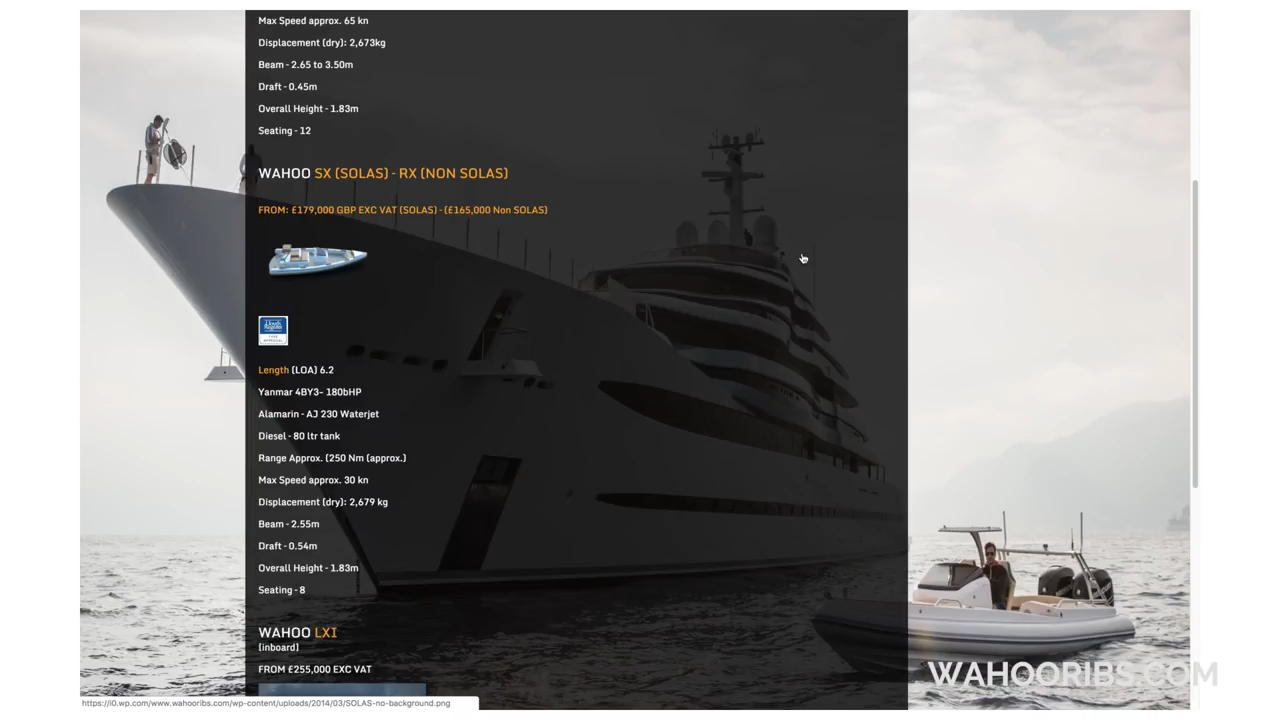 Max Speed approx. 65 kn
Displacement (dry): 2,673kg
Beam - 2.65 to 3.50m
Draft - 0.45m
Overall Height - 1.83m
Seating - 12
WAHOO SX (SOLAS) - RX (NON SOLAS)
FROM: £179,000 GBP EXC VAT (SOLAS) - (£165,000 Non SOLAS)
Lloyd's
Register
TYPE
APPROVAL
Length (LOA) 6.2
Yanmar 4BY3- 180bHP
Alamarin - AJ 230 Waterjet
Diesel - 80 ltr tank
Range Approx. (250 Nm (approx.)
Max Speed approx. 30 kn
Displacement (dry): 2,679 kg
Beam - 2.55m
Draft - 0.54m
Overall Height - 1.83m
Seating - 8
WAHOO LXI
(inboard)
FROM £255,000 EXC VAT
WAHOORIBS.COM
https://i0.wp.com/www.wahooribs.com/wp-content/uploads/2014/03/SOLAS-no-background.png